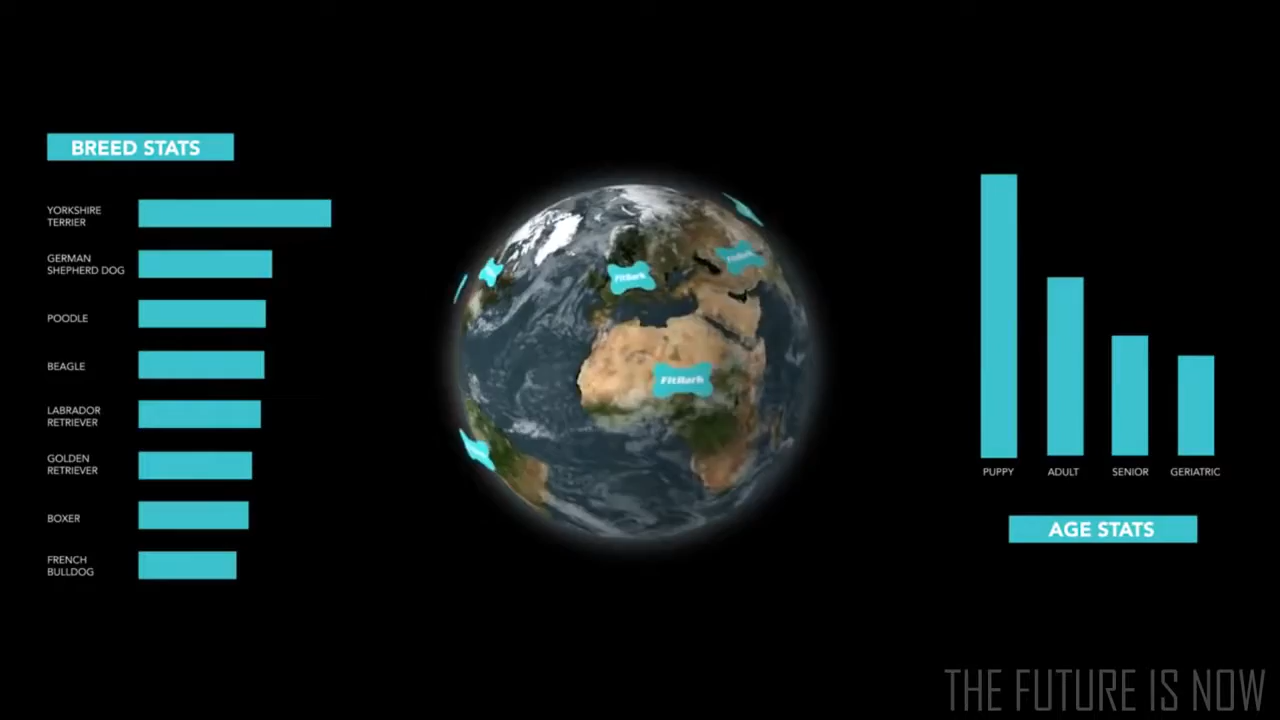 BREED STATS
YORKSHIRE
TERRIER
GERMAN
SHEPHERD DOG
POODLE
BEAGLE
LABRADOR
RETRIEVER
GOLDEN
RETRIEVER
BOXER
FRENCH
BULLDOG
FitBark
FitBark
FitBark
PUPPY
ADULT
SENIOR
GERIATRIC
AGE STATS
THE FUTURE IS NOW